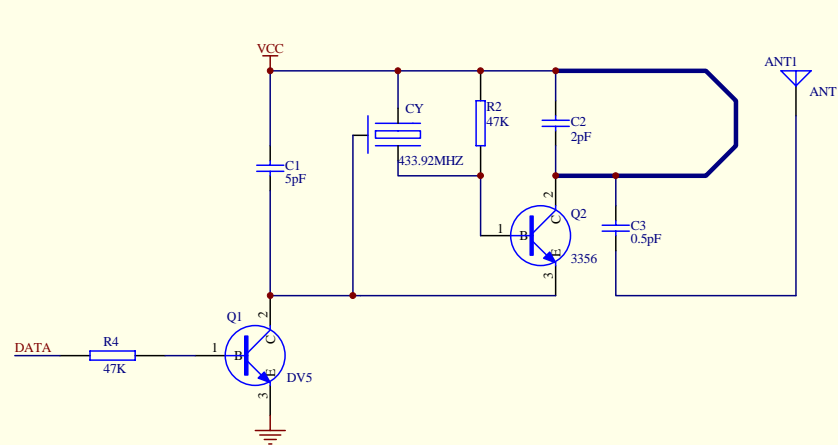 VCC
ANT1
ANT
CY
R2
47K
C2
2pF
433.92MHZ
C1
5pF
2
C
Q2
1
B
E
3
3356
C3
0.5pF
Q1
2
C
DATA
R4
47K
1
B
E
3
DV5